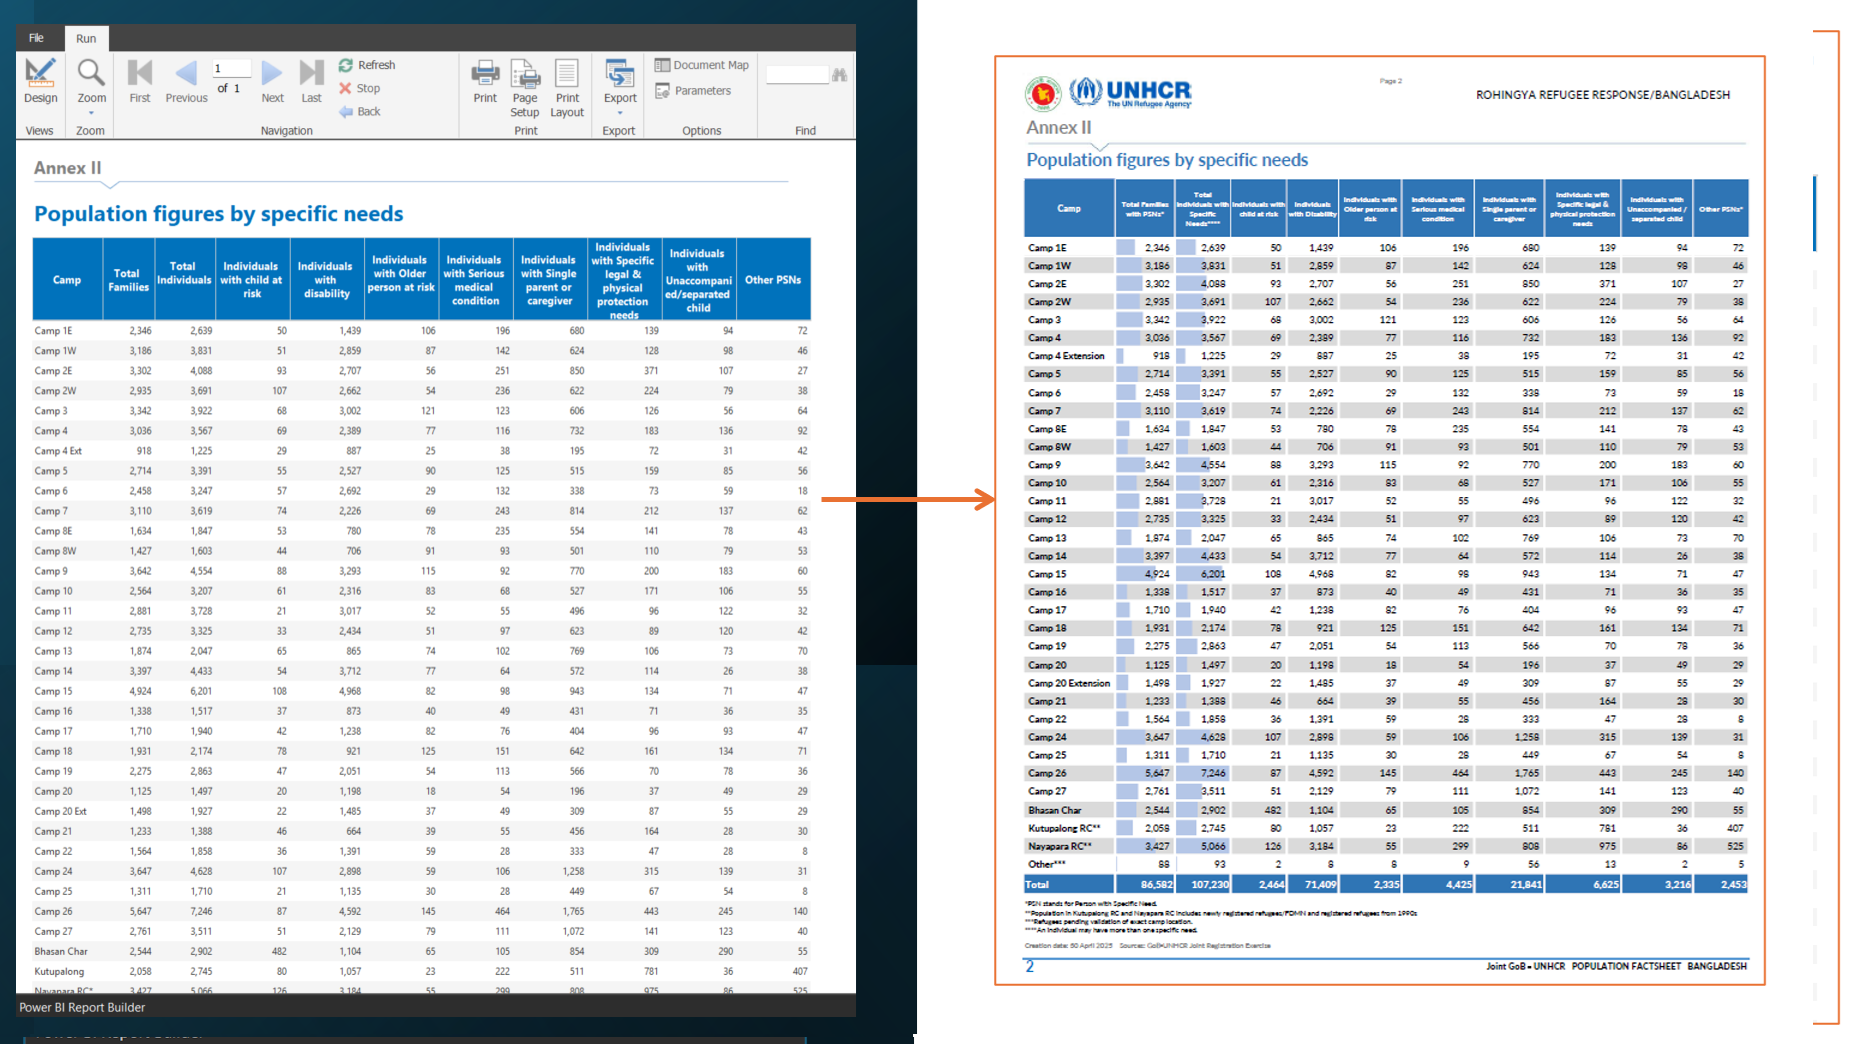 File Run
Design
Zoom
First
Previous
1
of 1
Next
Last
Refresh
Stop
Back
Print
Page Setup
Print Layout
Export
Document Map
Parameters
Views Zoom Navigation Print Export Options Find
Annex II
Population figures by specific needs
Camp | Total Families | Total Individuals | Individuals with child at risk | Individuals with disability | Individuals with Older person at risk | Individuals with Serious medical condition | Individuals with Single parent or caregiver | Individuals with Specific legal & physical protection needs | Individuals with Unaccompanied/separated child | Other PSNs
Camp 1E 2,346 2,639 50 1,439 106 196 680 139 94 72
Camp 1W 3,186 3,831 51 2,859 87 142 624 128 98 46
Camp 2E 3,302 4,088 93 2,707 56 251 850 371 107 27
Camp 2W 2,935 3,691 107 2,662 54 236 622 224 79 38
Camp 3 3,342 3,922 68 3,002 121 123 606 126 56 64
Camp 4 3,036 3,567 69 2,389 77 116 732 183 136 92
Camp 4 Ext 918 1,225 29 887 25 38 195 72 31 42
Camp 5 2,714 3,391 55 2,527 90 125 515 159 85 56
Camp 6 2,458 3,247 57 2,692 29 132 338 73 59 18
Camp 7 3,110 3,619 74 2,226 69 243 814 212 137 62
Camp 8E 1,634 1,847 53 780 78 235 554 141 78 43
Camp 8W 1,427 1,603 44 706 91 93 501 110 79 53
Camp 9 3,642 4,554 88 3,293 115 92 770 200 183 60
Camp 10 2,564 3,207 61 2,316 83 68 527 171 106 55
Camp 11 2,881 3,728 21 3,017 52 55 496 96 122 32
Camp 12 2,735 3,325 33 2,434 51 97 623 89 120 42
Camp 13 1,874 2,047 65 865 74 102 769 106 73 70
Camp 14 3,397 4,433 54 3,712 77 64 572 114 26 38
Camp 15 4,924 6,201 108 4,968 82 98 943 134 71 47
Camp 16 1,338 1,517 37 873 40 49 431 71 36 35
Camp 17 1,710 1,940 42 1,238 82 76 404 96 93 47
Camp 18 1,931 2,174 78 921 125 151 642 161 134 71
Camp 19 2,275 2,863 47 2,051 54 113 566 70 78 36
Camp 20 1,125 1,497 20 1,198 18 54 196 37 49 29
Camp 20 Ext 1,498 1,927 22 1,485 37 49 309 87 55 29
Camp 21 1,233 1,388 46 664 39 55 456 164 28 30
Camp 22 1,564 1,858 36 1,391 59 28 333 47 28 8
Camp 24 3,647 4,628 107 2,898 59 106 1,258 315 139 31
Camp 25 1,311 1,710 21 1,135 30 28 449 67 54 8
Camp 26 5,647 7,246 87 4,592 145 464 1,765 443 245 140
Camp 27 2,761 3,511 51 2,129 79 111 1,072 141 123 40
Bhasan Char 2,544 2,902 482 1,104 65 105 854 309 290 55
Kutupalong 2,058 2,745 80 1,057 23 222 511 781 36 407
Nayapara RC* 3,427 5,066 126 3,184 55 299 808 975 86 525
Power BI Report Builder
UNHCR
The UN Refugee Agency
Page 2
ROHINGYA REFUGEE RESPONSE/BANGLADESH
Annex II
Population figures by specific needs
Camp | Total Families with PSNs* | Total Individuals with Specific Needs**** | Individuals with child at risk | Individuals with Disability | Individuals with Older person at risk | Individuals with Serious medical condition | Individuals with Single parent or caregiver | Individuals with Specific legal & physical protection needs | Individuals with Unaccompanied / separated child | Other PSNs*
Camp 1E 2,346 2,639 50 1,439 106 196 680 139 94 72
Camp 1W 3,186 3,831 51 2,859 87 142 624 128 98 46
Camp 2E 3,302 4,088 93 2,707 56 251 850 371 107 27
Camp 2W 2,935 3,691 107 2,662 54 236 622 224 79 38
Camp 3 3,342 3,922 68 3,002 121 123 606 126 56 64
Camp 4 3,036 3,567 69 2,389 77 116 732 183 136 92
Camp 4 Extension 918 1,225 29 887 25 38 195 72 31 42
Camp 5 2,714 3,391 55 2,527 90 125 515 159 85 56
Camp 6 2,458 3,247 57 2,692 29 132 338 73 59 18
Camp 7 3,110 3,619 74 2,226 69 243 814 212 137 62
Camp 8E 1,634 1,847 53 780 78 235 554 141 78 43
Camp 8W 1,427 1,603 44 706 91 93 501 110 79 53
Camp 9 3,642 4,554 88 3,293 115 92 770 200 183 60
Camp 10 2,564 3,207 61 2,316 83 68 527 171 106 55
Camp 11 2,881 3,728 21 3,017 52 55 496 96 122 32
Camp 12 2,735 3,325 33 2,434 51 97 623 89 120 42
Camp 13 1,874 2,047 65 865 74 102 769 106 73 70
Camp 14 3,397 4,433 54 3,712 77 64 572 114 26 38
Camp 15 4,924 6,201 108 4,968 82 98 943 134 71 47
Camp 16 1,338 1,517 37 873 40 49 431 71 36 35
Camp 17 1,710 1,940 42 1,238 82 76 404 96 93 47
Camp 18 1,931 2,174 78 921 125 151 642 161 134 71
Camp 19 2,275 2,863 47 2,051 54 113 566 70 78 36
Camp 20 1,125 1,497 20 1,198 18 54 196 37 49 29
Camp 20 Extension 1,498 1,927 22 1,485 37 49 309 87 55 29
Camp 21 1,233 1,388 46 664 39 55 456 164 28 30
Camp 22 1,564 1,858 36 1,391 59 28 333 47 28 8
Camp 24 3,647 4,628 107 2,898 59 106 1,258 315 139 31
Camp 25 1,311 1,710 21 1,135 30 28 449 67 54 8
Camp 26 5,647 7,246 87 4,592 145 464 1,765 443 245 140
Camp 27 2,761 3,511 51 2,129 79 111 1,072 141 123 40
Bhasan Char 2,544 2,902 482 1,104 65 105 854 309 290 55
Kutupalong RC** 2,058 2,745 80 1,057 23 222 511 781 36 407
Nayapara RC** 3,427 5,066 126 3,184 55 299 808 975 86 525
Other*** 88 93 2 8 8 9 56 13 2 5
Total 86,582 107,230 2,464 71,409 2,335 4,425 21,841 6,625 3,216 2,453
*PSN stands for Person with Specific Need.
**Population in Kutupalong RC and Nayapara RC includes newly registered refugees/FDMN and registered refugees from 1990s
***Refugees pending validation of exact camp location.
****An individual may have more than one specific need.
Creation date: 30 April 2025 Sources: GoB-UNHCR Joint Registration Exercise
2
Joint GoB - UNHCR POPULATION FACTSHEET BANGLADESH